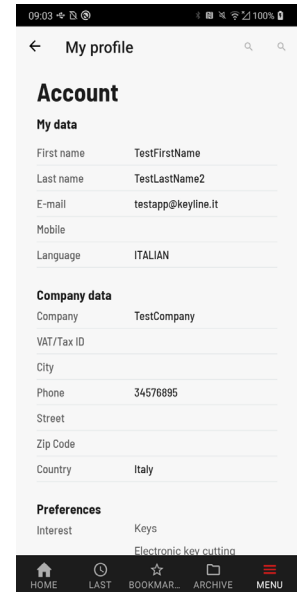 09:03 100%
My profile
Account
My data
First name TestFirstName
Last name TestLastName2
E-mail testapp@keyline.it
Mobile
Language ITALIAN
Company data
Company TestCompany
VAT/Tax ID
City
Phone 34576895
Street
Zip Code
Country Italy
Preferences
Interest Keys
Electronic key cutting
HOME LAST BOOKMAR... ARCHIVE MENU